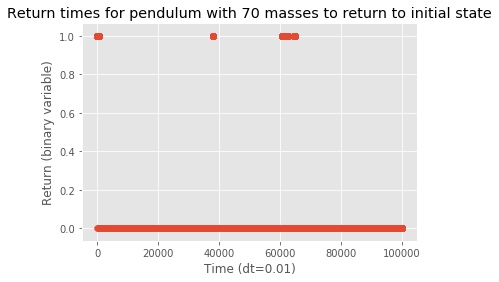 Return times for pendulum with 70 masses to return to initial state
1.0
0.8
0.6
0.4
0.2
0.0
Return (binary variable)
0 20000 40000 60000 80000 100000
Time (dt=0.01)